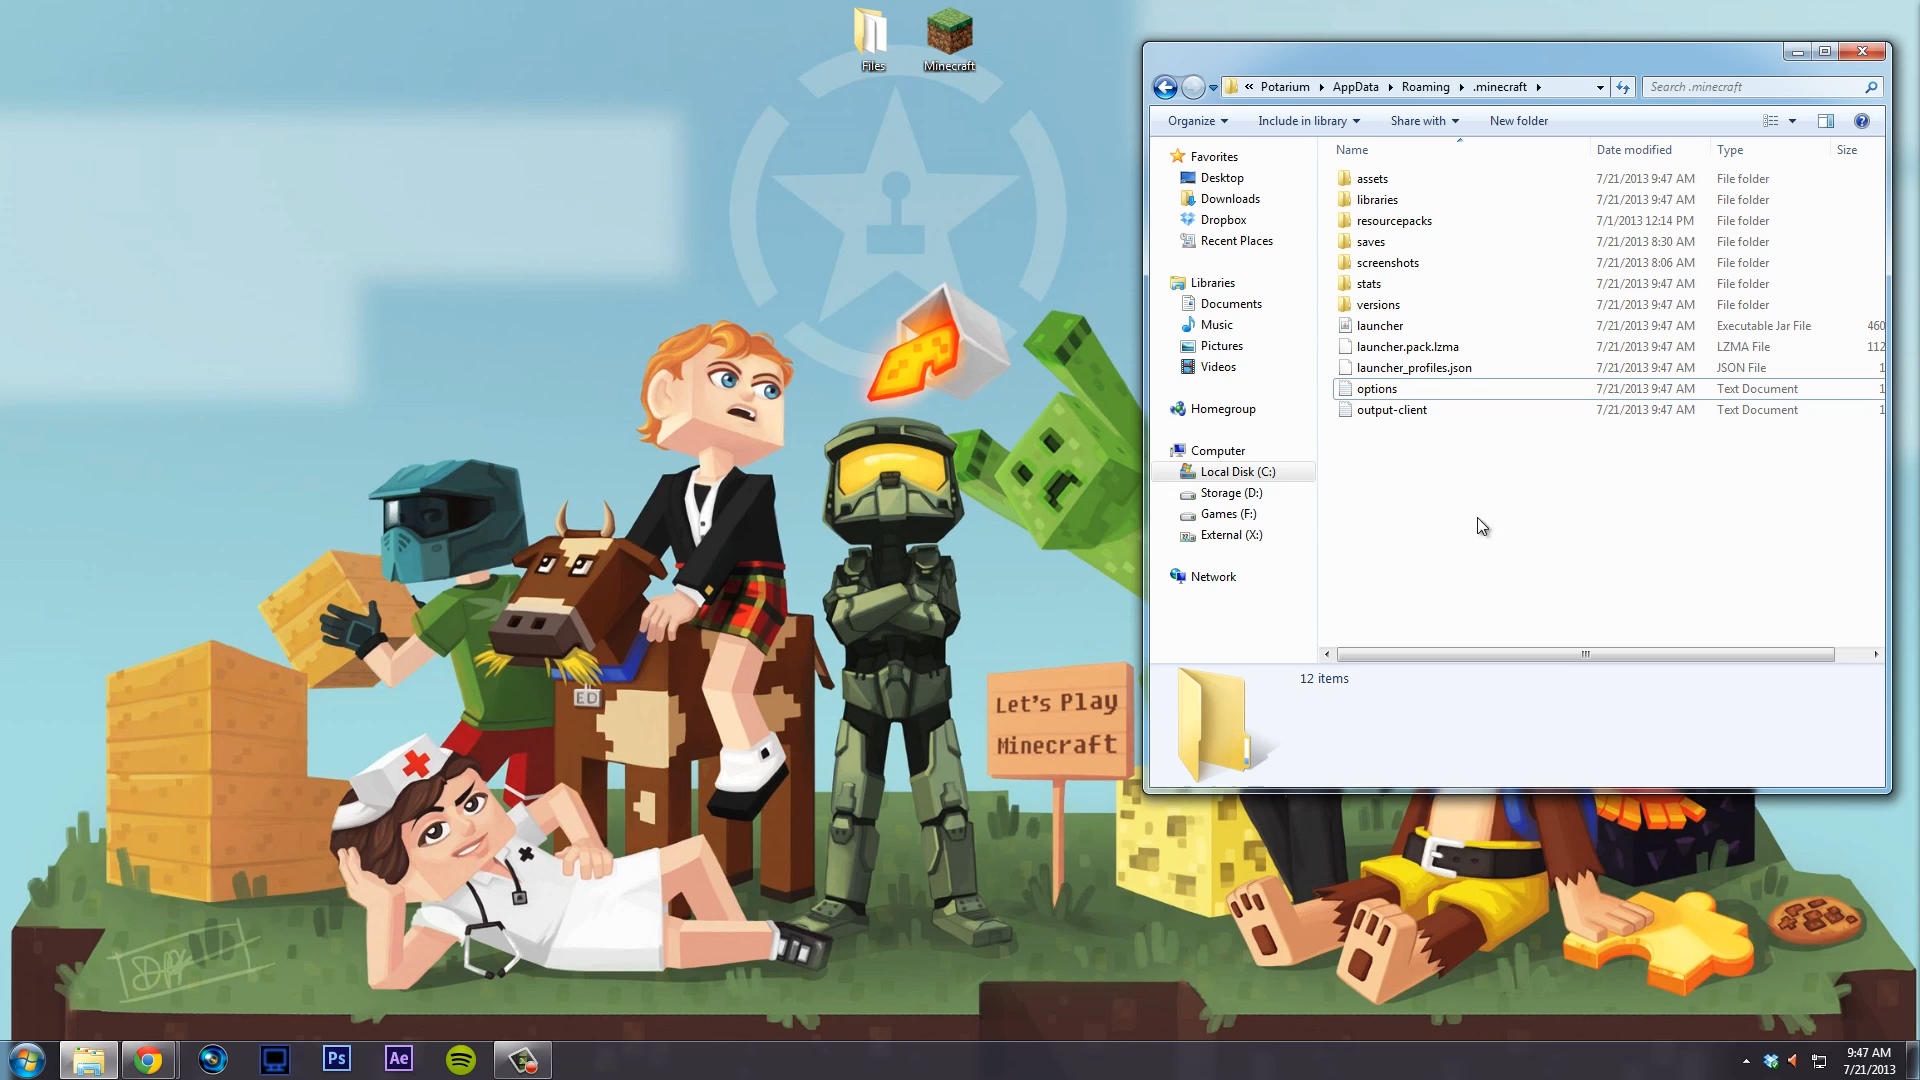 Files
Minecraft
« Potarium AppData Roaming .minecraft
Search .minecraft
Organize Include in library Share with New folder
Name Date modified Type Size
Favorites
Desktop
Downloads
Dropbox
Recent Places
Libraries
Documents
Music
Pictures
Videos
Homegroup
Computer
Local Disk (C:)
Storage (D:)
Games (F:)
External (X:)
Network
assets 7/21/2013 9:47 AM File folder
libraries 7/21/2013 9:47 AM File folder
resourcepacks 7/1/2013 12:14 PM File folder
saves 7/21/2013 8:30 AM File folder
screenshots 7/21/2013 8:06 AM File folder
stats 7/21/2013 9:47 AM File folder
versions 7/21/2013 9:47 AM File folder
launcher 7/21/2013 9:47 AM Executable Jar File 460
launcher.pack.lzma 7/21/2013 9:47 AM LZMA File 112
launcher_profiles.json 7/21/2013 9:47 AM JSON File 1
options 7/21/2013 9:47 AM Text Document 1
output-client 7/21/2013 9:47 AM Text Document 1
12 items
ED
Let's Play
Minecraft
Ps
Ae
9:47 AM
7/21/2013